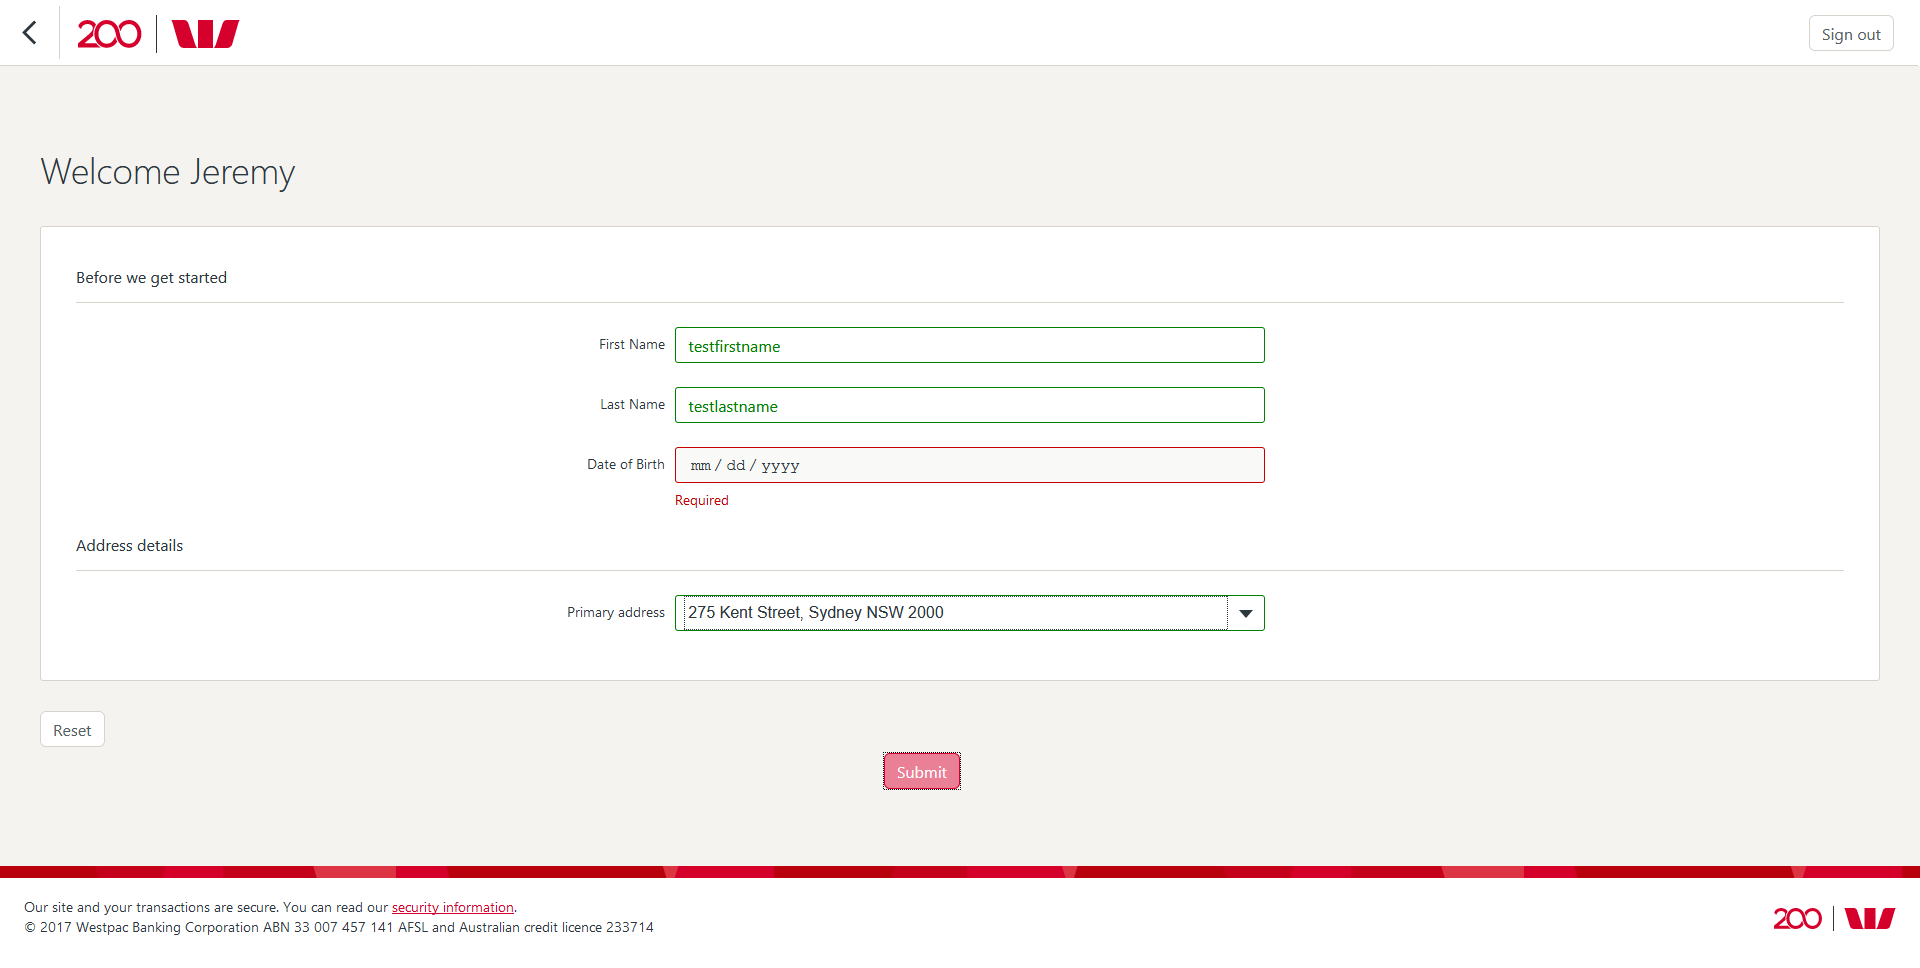 200
Sign out
Welcome Jeremy
Before we get started
First Name testfirstname
Last Name testlastname
Date of Birth mm / dd / yyyy
Required
Address details
Primary address 275 Kent Street, Sydney NSW 2000
Reset
Submit
Our site and your transactions are secure. You can read our security information.
© 2017 Westpac Banking Corporation ABN 33 007 457 141 AFSL and Australian credit licence 233714
200